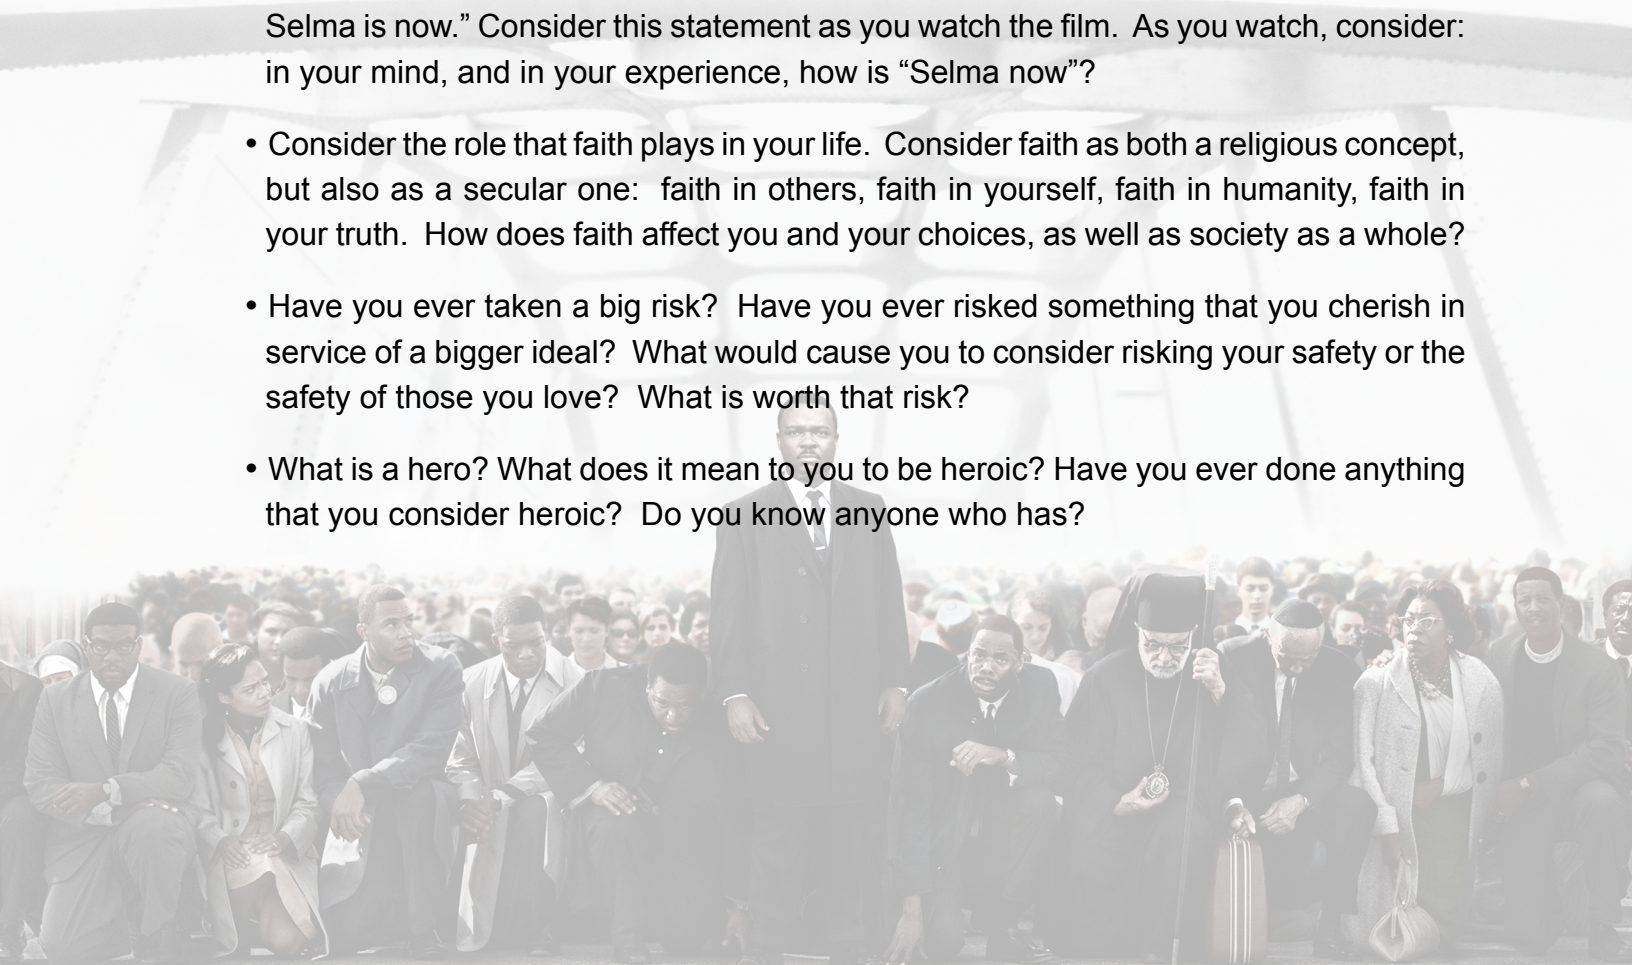 Selma is now.” Consider this statement as you watch the film.  As you watch, consider:
in your mind, and in your experience, how is “Selma now”?
• Consider the role that faith plays in your life.  Consider faith as both a religious concept,
but also as a secular one:  faith in others, faith in yourself, faith in humanity, faith in
your truth.  How does faith affect you and your choices, as well as society as a whole?
• Have you ever taken a big risk?  Have you ever risked something that you cherish in
service of a bigger ideal?  What would cause you to consider risking your safety or the
safety of those you love?  What is worth that risk?
• What is a hero? What does it mean to you to be heroic? Have you ever done anything
that you consider heroic?  Do you know anyone who has?